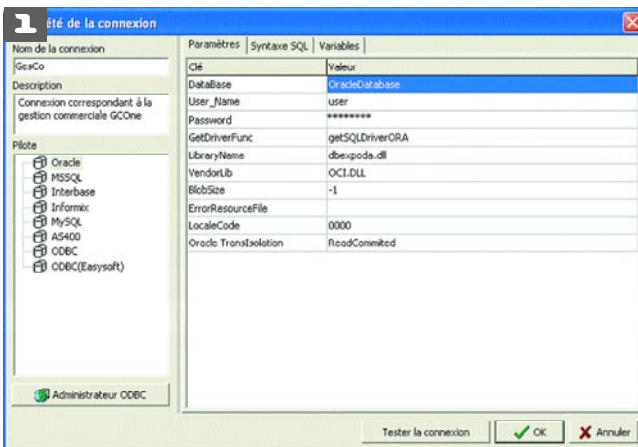 1
été de la connexion
Nom de la connexion
GesCo
Description
Connexion correspondant à la
gestion commerciale GCOne
Pilote
Oracle
MSSQL
Interbase
Informix
MySQL
AS400
ODBC
ODBC(Easysoft)
Administrateur ODBC
Paramètres Syntaxe SQL Variables
Clé Valeur
DataBase OracleDatabase
User_Name user
Password ********
GetDriverFunc getSQLDriverORA
LibraryName dbexpoda.dll
VendorLib OCI.DLL
BlobSize -1
ErrorResourceFile
LocaleCode 0000
Oracle TransIsolation ReadCommited
Tester la connexion OK Annuler